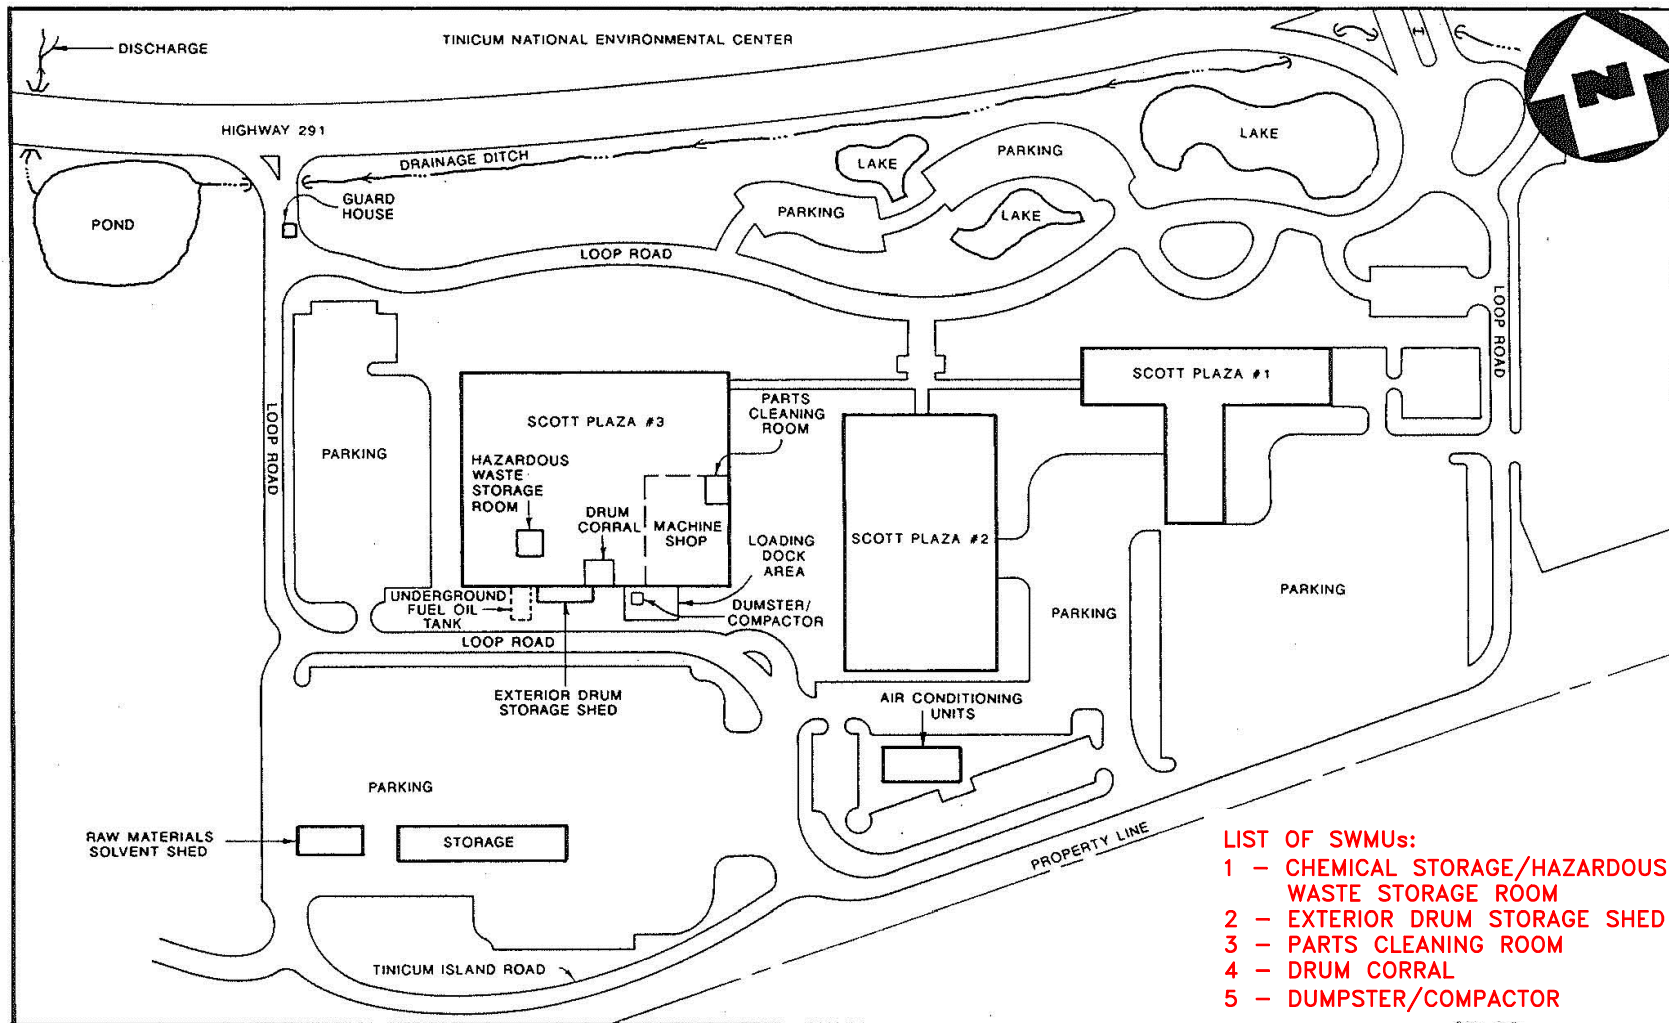 DISCHARGE
TINICUM NATIONAL ENVIRONMENTAL CENTER
N
HIGHWAY 291
DRAINAGE DITCH
LAKE
PARKING
LAKE
GUARD
HOUSE
POND
PARKING
LAKE
LOOP ROAD
LOOP ROAD
SCOTT PLAZA #1
PARTS
CLEANING
ROOM
SCOTT PLAZA #3
LOOP ROAD
PARKING
HAZARDOUS
WASTE
STORAGE
ROOM
DRUM
CORRAL
MACHINE
SHOP
LOADING
DOCK
AREA
SCOTT PLAZA #2
PARKING
UNDERGROUND
FUEL OIL
TANK
DUMSTER/
COMPACTOR
PARKING
LOOP ROAD
EXTERIOR DRUM
STORAGE SHED
AIR CONDITIONING
UNITS
PARKING
RAW MATERIALS
SOLVENT SHED
STORAGE
PROPERTY LINE
TINICUM ISLAND ROAD
LIST OF SWMUs:
1 – CHEMICAL STORAGE/HAZARDOUS
WASTE STORAGE ROOM
2 – EXTERIOR DRUM STORAGE SHED
3 – PARTS CLEANING ROOM
4 – DRUM CORRAL
5 – DUMPSTER/COMPACTOR